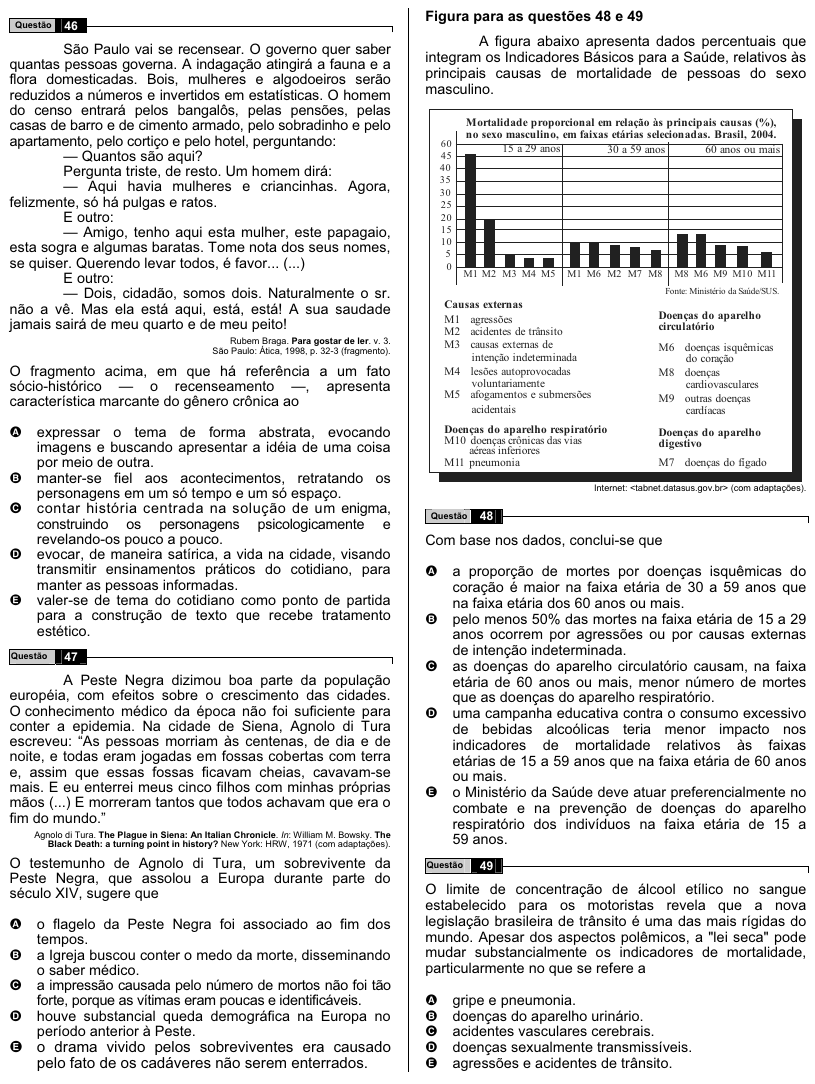 Questão 46
São Paulo vai se recensear. O governo quer saber
quantas pessoas governa. A indagação atingirá a fauna e a
flora domesticadas. Bois, mulheres e algodoeiros serão
reduzidos a números e invertidos em estatísticas. O homem
do censo entrará pelos bangalôs, pelas pensões, pelas
casas de barro e de cimento armado, pelo sobradinho e pelo
apartamento, pelo cortiço e pelo hotel, perguntando:
— Quantos são aqui?
Pergunta triste, de resto. Um homem dirá:
— Aqui havia mulheres e criancinhas. Agora,
felizmente, só há pulgas e ratos.
E outro:
— Amigo, tenho aqui esta mulher, este papagaio,
esta sogra e algumas baratas. Tome nota dos seus nomes,
se quiser. Querendo levar todos, é favor... (...)
E outro:
— Dois, cidadão, somos dois. Naturalmente o sr.
não a vê. Mas ela está aqui, está, está! A sua saudade
jamais sairá de meu quarto e de meu peito!
Rubem Braga. Para gostar de ler. v. 3.
São Paulo: Ática, 1998, p. 32-3 (fragmento).
O fragmento acima, em que há referência a um fato
sócio-histórico — o recenseamento —, apresenta
característica marcante do gênero crônica ao
A expressar o tema de forma abstrata, evocando
imagens e buscando apresentar a idéia de uma coisa
por meio de outra.
B manter-se fiel aos acontecimentos, retratando os
personagens em um só tempo e um só espaço.
C contar história centrada na solução de um enigma,
construindo os personagens psicologicamente e
revelando-os pouco a pouco.
D evocar, de maneira satírica, a vida na cidade, visando
transmitir ensinamentos práticos do cotidiano, para
manter as pessoas informadas.
E valer-se de tema do cotidiano como ponto de partida
para a construção de texto que recebe tratamento
estético.
Questão 47
A Peste Negra dizimou boa parte da população
européia, com efeitos sobre o crescimento das cidades.
O conhecimento médico da época não foi suficiente para
conter a epidemia. Na cidade de Siena, Agnolo di Tura
escreveu: “As pessoas morriam às centenas, de dia e de
noite, e todas eram jogadas em fossas cobertas com terra
e, assim que essas fossas ficavam cheias, cavavam-se
mais. E eu enterrei meus cinco filhos com minhas próprias
mãos (...) E morreram tantos que todos achavam que era o
fim do mundo.”
Agnolo di Tura. The Plague in Siena: An Italian Chronicle. In: William M. Bowsky. The
Black Death: a turning point in history? New York: HRW, 1971 (com adaptações).
O testemunho de Agnolo di Tura, um sobrevivente da
Peste Negra, que assolou a Europa durante parte do
século XIV, sugere que
A o flagelo da Peste Negra foi associado ao fim dos
tempos.
B a Igreja buscou conter o medo da morte, disseminando
o saber médico.
C a impressão causada pelo número de mortos não foi tão
forte, porque as vítimas eram poucas e identificáveis.
D houve substancial queda demográfica na Europa no
período anterior à Peste.
E o drama vivido pelos sobreviventes era causado
pelo fato de os cadáveres não serem enterrados.
Figura para as questões 48 e 49
A figura abaixo apresenta dados percentuais que
integram os Indicadores Básicos para a Saúde, relativos às
principais causas de mortalidade de pessoas do sexo
masculino.
Mortalidade proporcional em relação às principais causas (%),
no sexo masculino, em faixas etárias selecionadas. Brasil, 2004.
15 a 29 anos 30 a 59 anos 60 anos ou mais
60
45
40
35
30
25
20
15
10
5
0
M1 M2 M3 M4 M5 M1 M6 M2 M7 M8 M8 M6 M9 M10 M11
Fonte: Ministério da Saúde/SUS.
Causas externas
M1 agressões
M2 acidentes de trânsito
M3 causas externas de
intenção indeterminada
M4 lesões autoprovocadas
voluntariamente
M5 afogamentos e submersões
acidentais
Doenças do aparelho respiratório
M10 doenças crônicas das vias
aéreas inferiores
M11 pneumonia
Doenças do aparelho
circulatório
M6 doenças isquêmicas
do coração
M8 doenças
cardiovasculares
M9 outras doenças
cardíacas
Doenças do aparelho
digestivo
M7 doenças do fígado
Internet: <tabnet.datasus.gov.br> (com adaptações).
Questão 48
Com base nos dados, conclui-se que
A a proporção de mortes por doenças isquêmicas do
coração é maior na faixa etária de 30 a 59 anos que
na faixa etária dos 60 anos ou mais.
B pelo menos 50% das mortes na faixa etária de 15 a 29
anos ocorrem por agressões ou por causas externas
de intenção indeterminada.
C as doenças do aparelho circulatório causam, na faixa
etária de 60 anos ou mais, menor número de mortes
que as doenças do aparelho respiratório.
D uma campanha educativa contra o consumo excessivo
de bebidas alcoólicas teria menor impacto nos
indicadores de mortalidade relativos às faixas
etárias de 15 a 59 anos que na faixa etária de 60 anos
ou mais.
E o Ministério da Saúde deve atuar preferencialmente no
combate e na prevenção de doenças do aparelho
respiratório dos indivíduos na faixa etária de 15 a
59 anos.
Questão 49
O limite de concentração de álcool etílico no sangue
estabelecido para os motoristas revela que a nova
legislação brasileira de trânsito é uma das mais rígidas do
mundo. Apesar dos aspectos polêmicos, a "lei seca" pode
mudar substancialmente os indicadores de mortalidade,
particularmente no que se refere a
A gripe e pneumonia.
B doenças do aparelho urinário.
C acidentes vasculares cerebrais.
D doenças sexualmente transmissíveis.
E agressões e acidentes de trânsito.